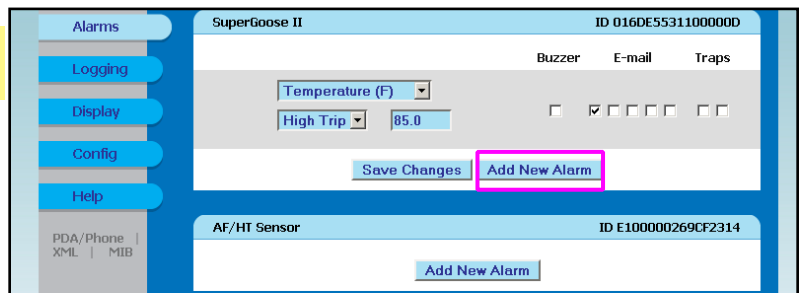 Alarms
Logging
Display
Config
Help
PDA/Phone |
XML | MIB
SuperGoose II ID 016DE5531100000D
Buzzer E-mail Traps
Temperature (F)
High Trip 85.0
Save Changes Add New Alarm
AF/HT Sensor ID E100000269CF2314
Add New Alarm